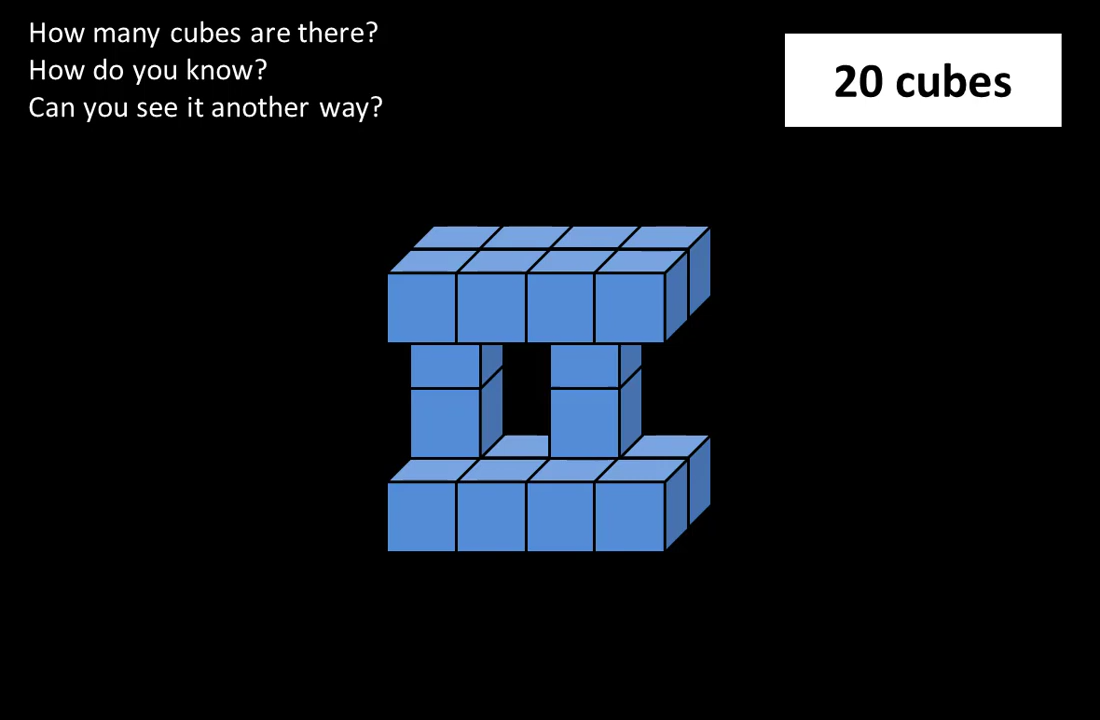 How many cubes are there?
How do you know?
Can you see it another way?
20 cubes